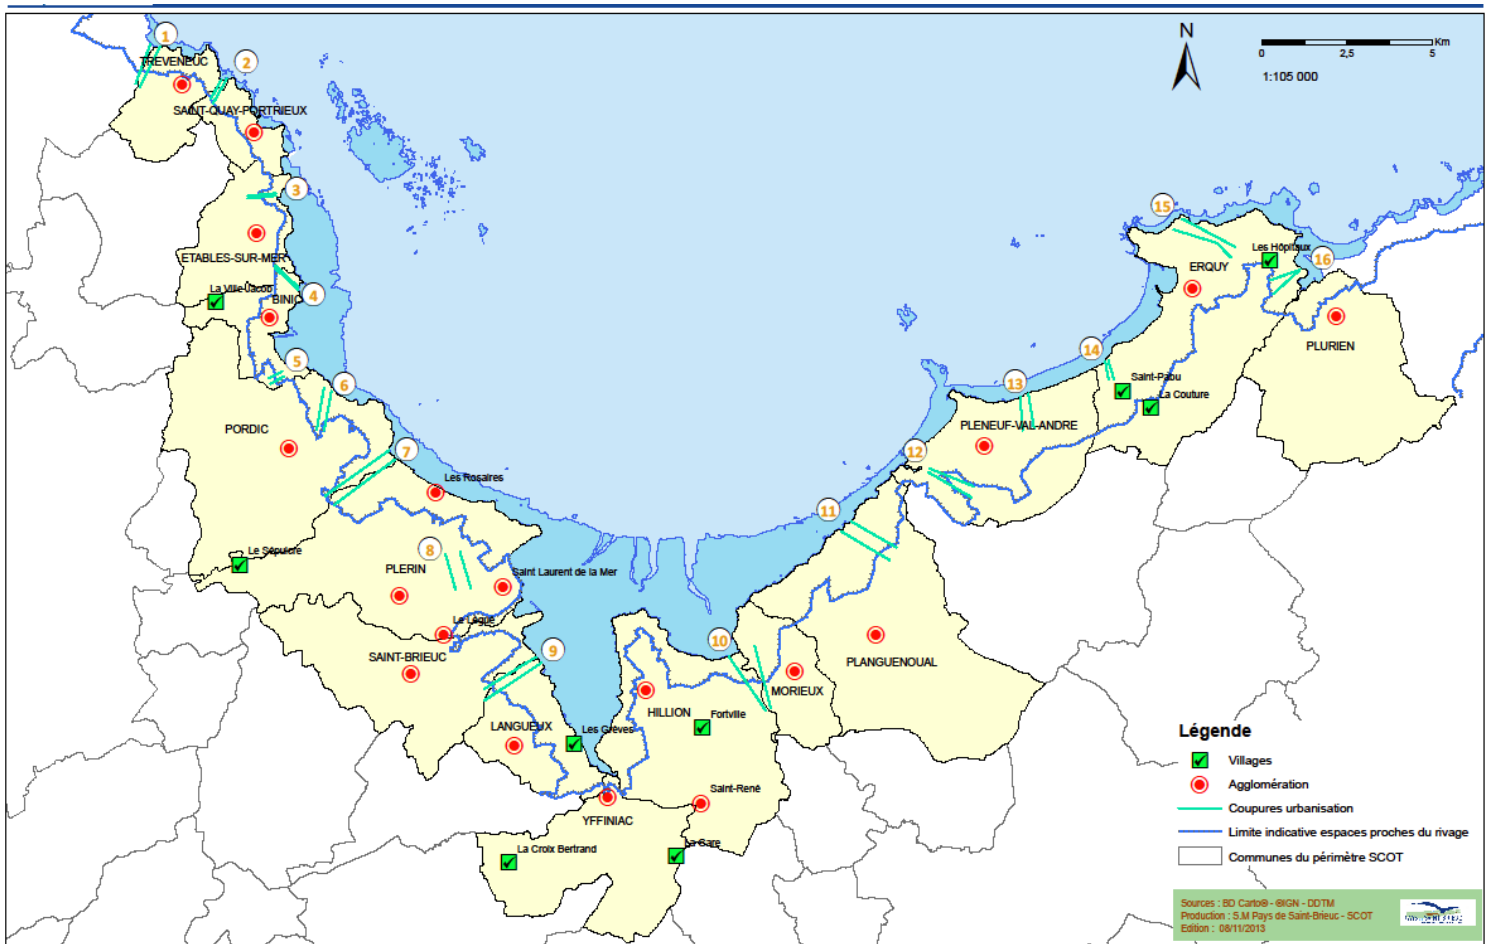 N
0
2,5
5
Km
1:105 000
1
TREVENEUC
2
SAINT-QUAY-PORTRIEUX
3
ETABLES-SUR-MER
La Ville-Jacob
BINIC
4
5
6
PORDIC
7
Les Rosaires
Le Sépulcre
8
PLERIN
Saint Laurent de la Mer
Le Légué
SAINT-BRIEUC
9
LANGUEUX
Les Grèves
YFFINIAC
La Croix Bertrand
La Gare
Saint-René
HILLION
Fortville
10
MORIEUX
PLANGUENOUAL
11
12
PLENEUF-VAL-ANDRE
13
14
Saint-Pabu
La Couture
15
ERQUY
Les Hôpitaux
16
PLURIEN
Légende
Villages
Agglomération
Coupures urbanisation
Limite indicative espaces proches du rivage
Communes du périmètre SCOT
Sources : BD Carto® - ®IGN - DDTM
Production : S.M Pays de Saint-Brieuc - SCOT
Edition : 08/11/2013